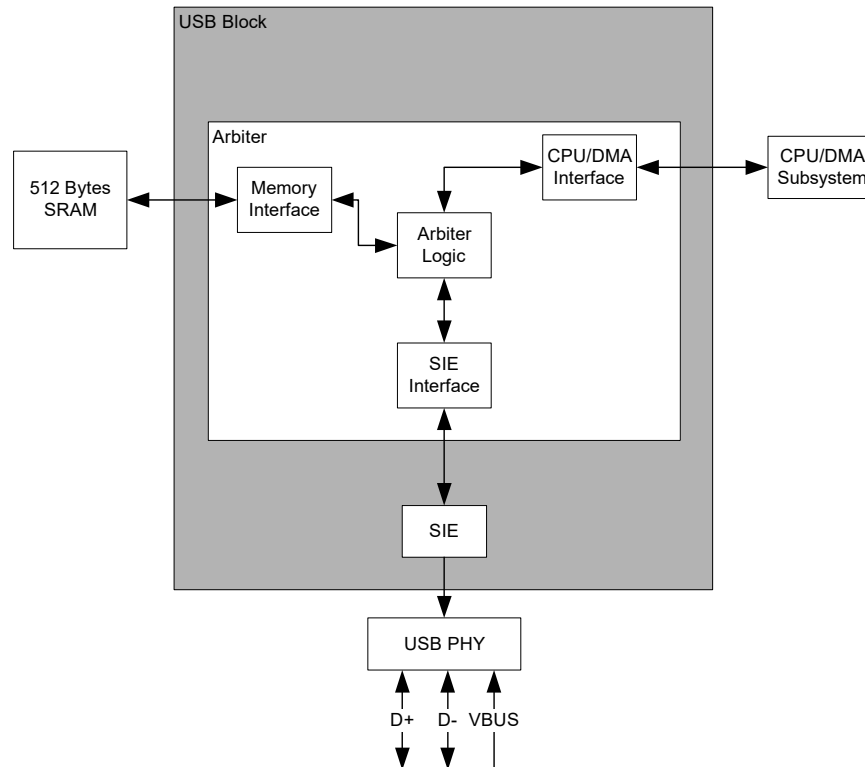 USB Block
Arbiter
512 Bytes
SRAM
Memory
Interface
CPU/DMA
Interface
CPU/DMA
Subsystem
Arbiter
Logic
SIE
Interface
SIE
USB PHY
D+ D- VBUS